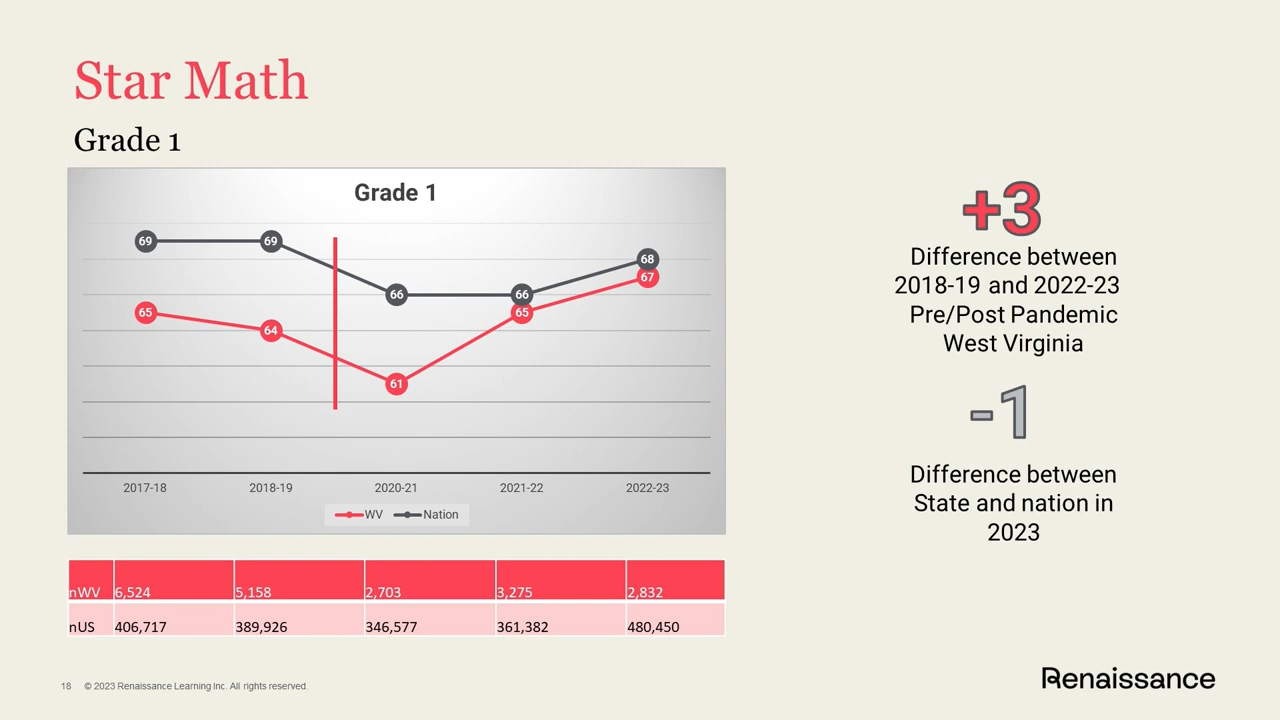 Star Math
Grade 1
Grade 1
69
69
66
66
68
65
64
61
65
67
2017-18
2018-19
2020-21
2021-22
2022-23
WV
Nation
nWV 6,524 5,158 2,703 3,275 2,832
nUS 406,717 389,926 346,577 361,382 480,450
+3
Difference between
2018-19 and 2022-23
Pre/Post Pandemic
West Virginia
-1
Difference between
State and nation in
2023
18 © 2023 Renaissance Learning Inc. All rights reserved.
Renaissance